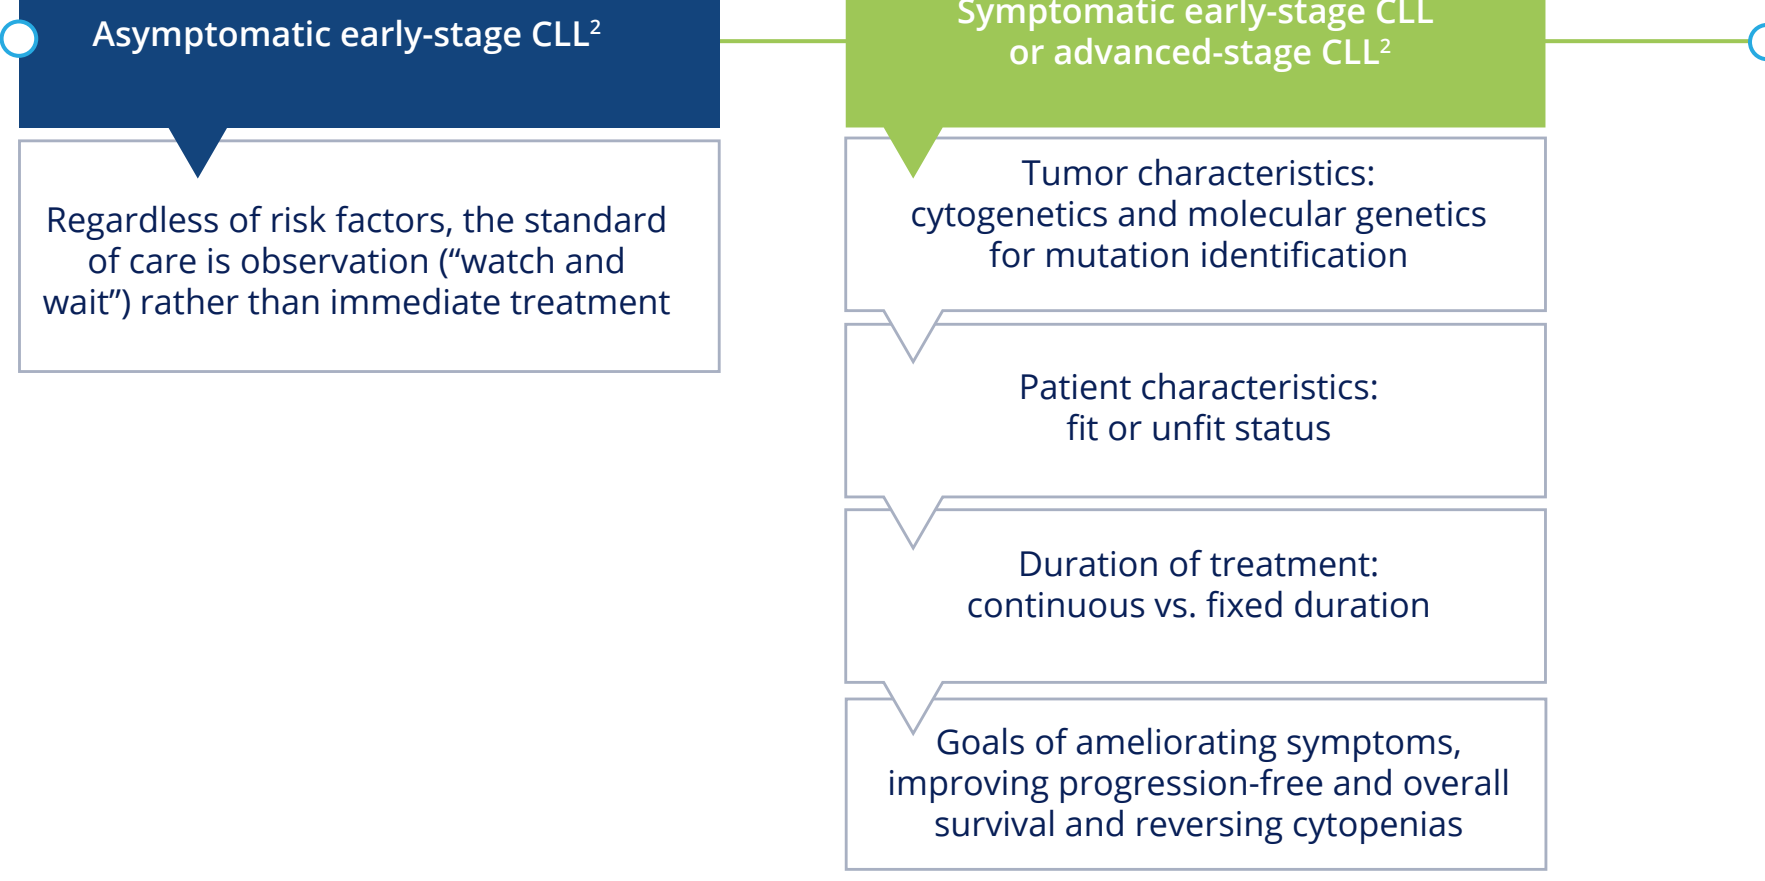 Asymptomatic early-stage CLL²
Regardless of risk factors, the standard
of care is observation (“watch and
wait”) rather than immediate treatment
Symptomatic early-stage CLL
or advanced-stage CLL²
Tumor characteristics:
cytogenetics and molecular genetics
for mutation identification
Patient characteristics:
fit or unfit status
Duration of treatment:
continuous vs. fixed duration
Goals of ameliorating symptoms,
improving progression-free and overall
survival and reversing cytopenias